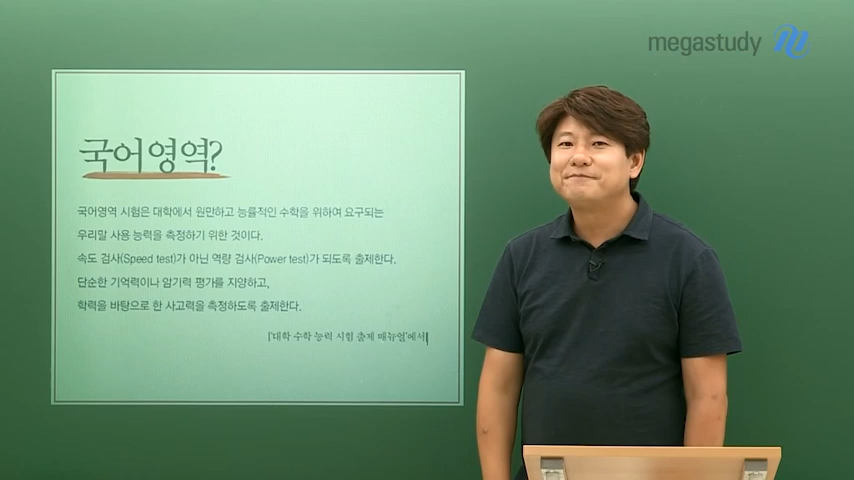 megastudy
국어영역?
국어영역 시험은 대학에서 원만하고 능률적인 수학을 위하여 요구되는
우리말 사용 능력을 측정하기 위한 것이다.
속도 검사(Speed test)가 아닌 역량 검사(Power test)가 되도록 출제한다.
단순한 기억력이나 암기력 평가를 지양하고,
학력을 바탕으로 한 사고력을 측정하도록 출제한다.
['대학 수학 능력 시험 출제 매뉴얼'에서]